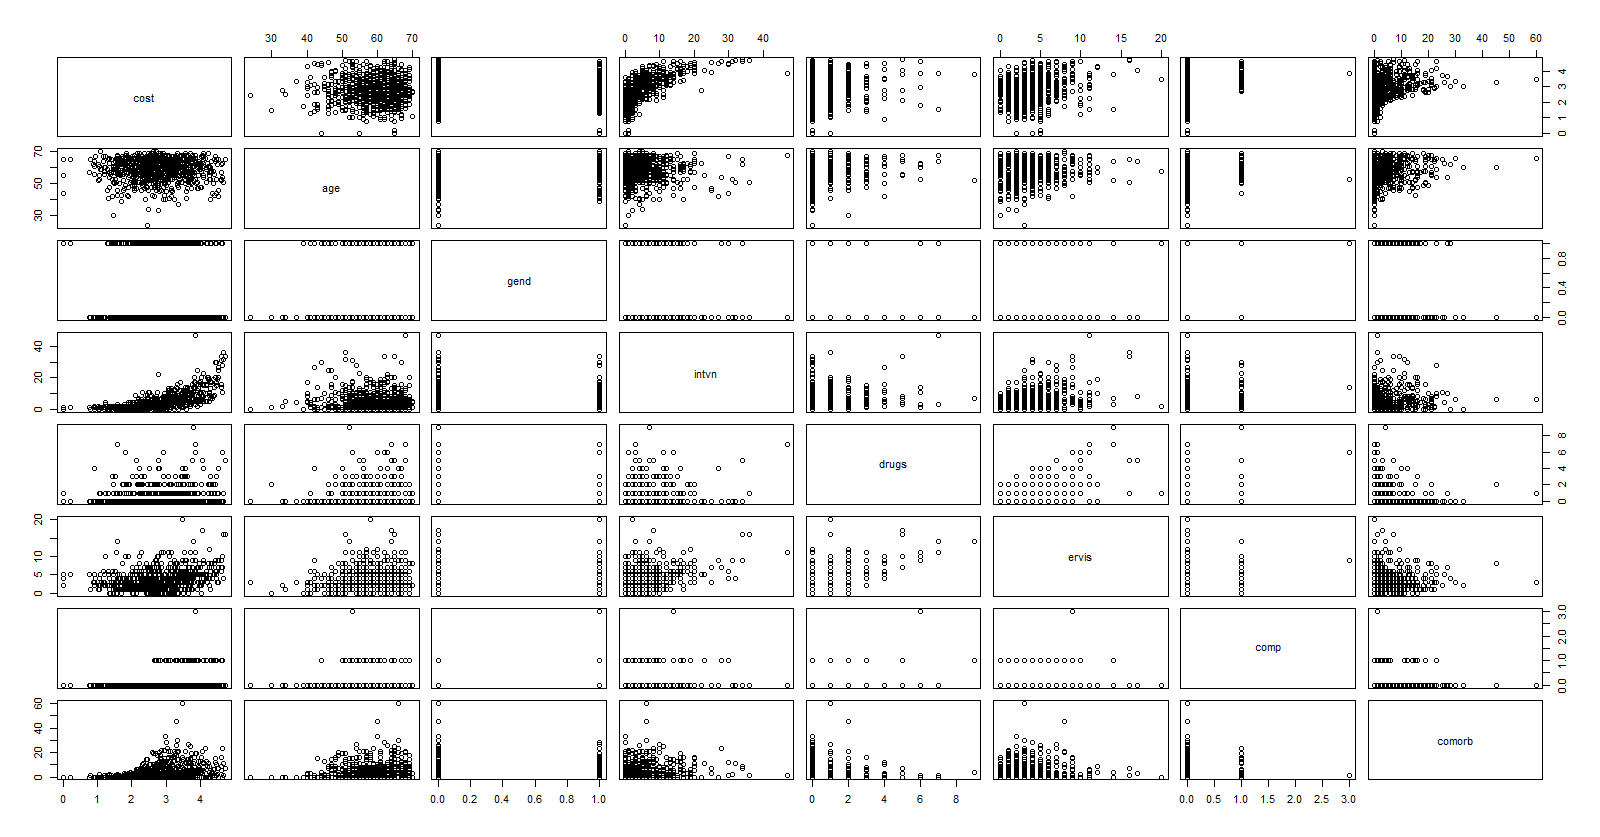 30 40 50 60 70
0 10 20 30 40
0 5 10 15 20
0 10 20 30 40 50 60
cost
0 1 2 3 4
30 50 70
age
gend
0.0 0.4 0.8
0 20 40
intvn
drugs
0 2 4 6 8
0 5 10 20
ervis
comp
0.0 1.0 2.0 3.0
0 20 40 60
comorb
0 1 2 3 4
0.0 0.2 0.4 0.6 0.8 1.0
0 2 4 6 8
0.0 0.5 1.0 1.5 2.0 2.5 3.0